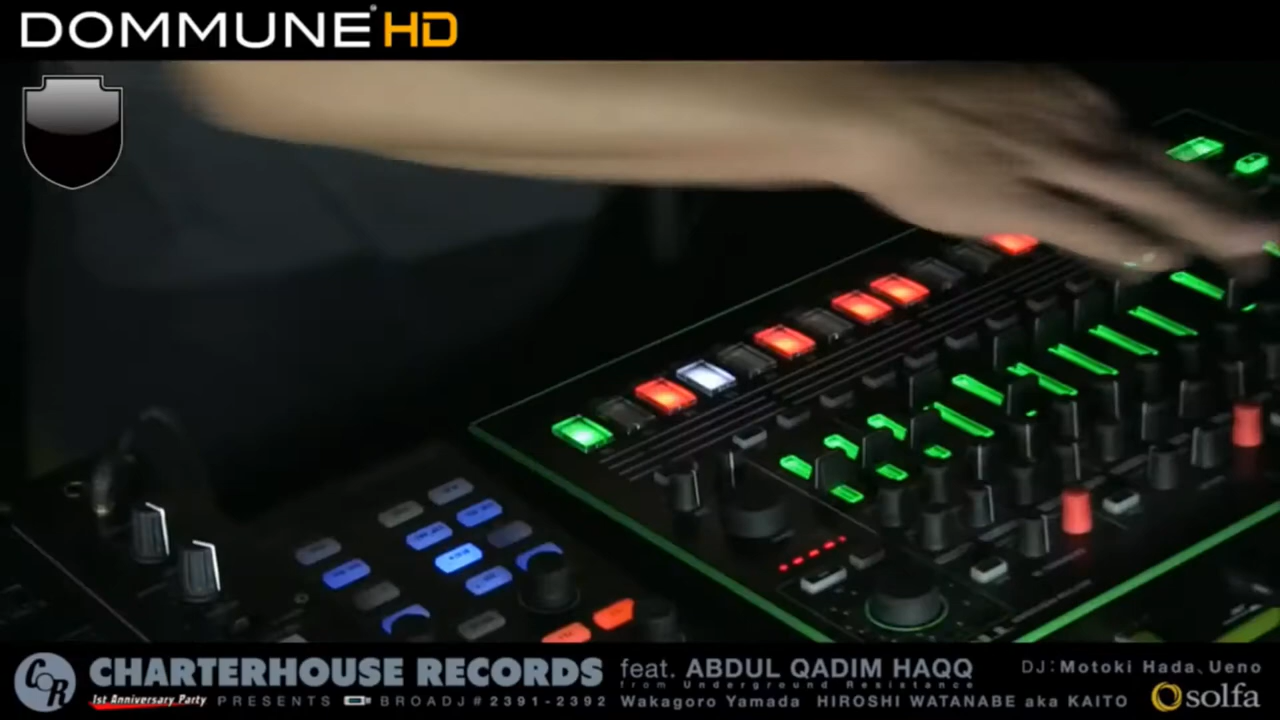 DOMMUNE HD
CHARTERHOUSE RECORDS feat. ABDUL QADIM HAQQ DJ:Motoki Hada、Ueno
from Underground Resistance
1st Anniversary Party PRESENTS BROADJ#2391-2392 Wakagoro Yamada HIROSHI WATANABE aka KAITO solfa
CoR